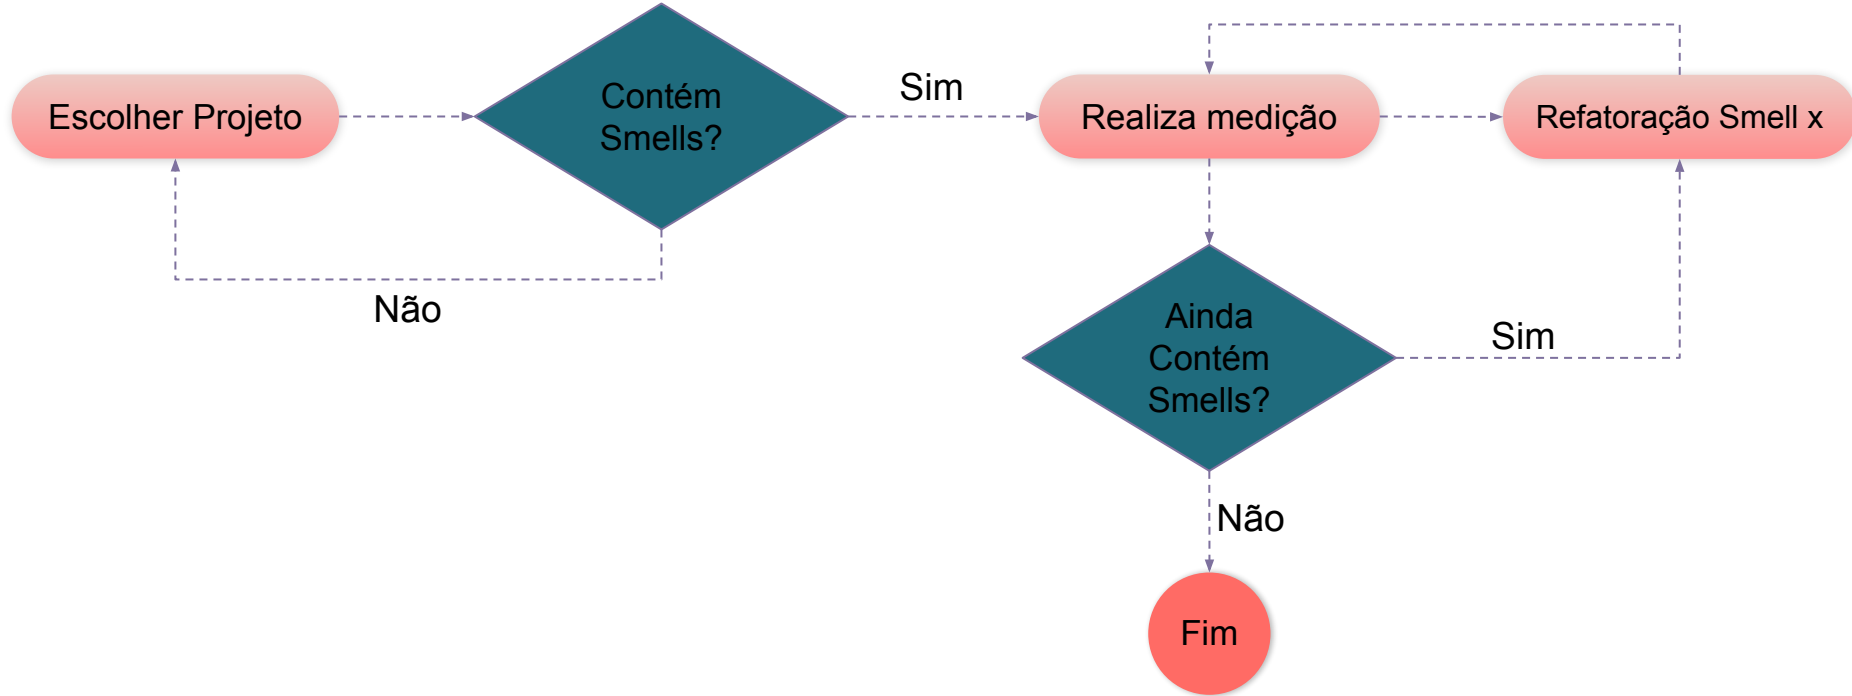 Escolher Projeto
Contém
Smells?
Sim
Realiza medição
Refatoração Smell x
Não
Ainda
Contém
Smells?
Sim
Não
Fim